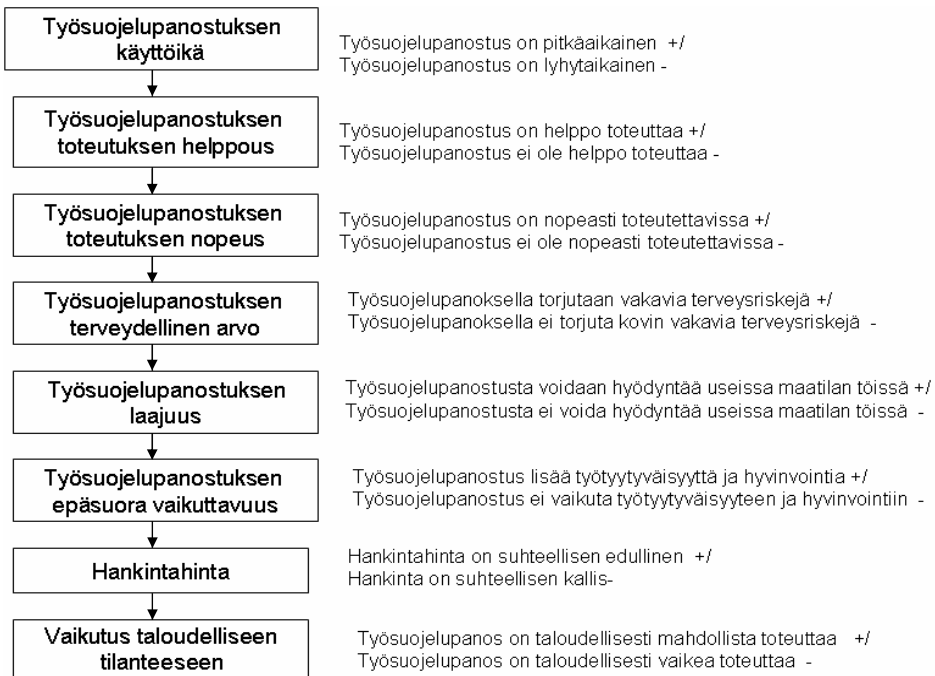 Työsuojelupanostuksen
käyttöikä
Työsuojelupanostus on pitkäaikainen +/
Työsuojelupanostus on lyhytaikainen -
Työsuojelupanostuksen
toteutuksen helppous
Työsuojelupanostus on helppo toteuttaa +/
Työsuojelupanostus ei ole helppo toteuttaa -
Työsuojelupanostuksen
toteutuksen nopeus
Työsuojelupanostus on nopeasti toteutettavissa +/
Työsuojelupanostus ei ole nopeasti toteutettavissa -
Työsuojelupanostuksen
terveydellinen arvo
Työsuojelupanoksella torjutaan vakavia terveysriskejä +/
Työsuojelupanoksella ei torjuta kovin vakavia terveysriskejä -
Työsuojelupanostuksen
laajuus
Työsuojelupanostusta voidaan hyödyntää useissa maatilan töissä +/
Työsuojelupanostusta ei voida hyödyntää useissa maatilan töissä -
Työsuojelupanostuksen
epäsuora vaikuttavuus
Työsuojelupanostus lisää työtyytyväisyyttä ja hyvinvointia +/
Työsuojelupanostus ei vaikuta työtyytyväisyyteen ja hyvinvointiin -
Hankintahinta
Hankintahinta on suhteellisen edullinen +/
Hankinta on suhteellisen kallis-
Vaikutus taloudelliseen
tilanteeseen
Työsuojelupanos on taloudellisesti mahdollista toteuttaa +/
Työsuojelupanos on taloudellisesti vaikea toteuttaa -